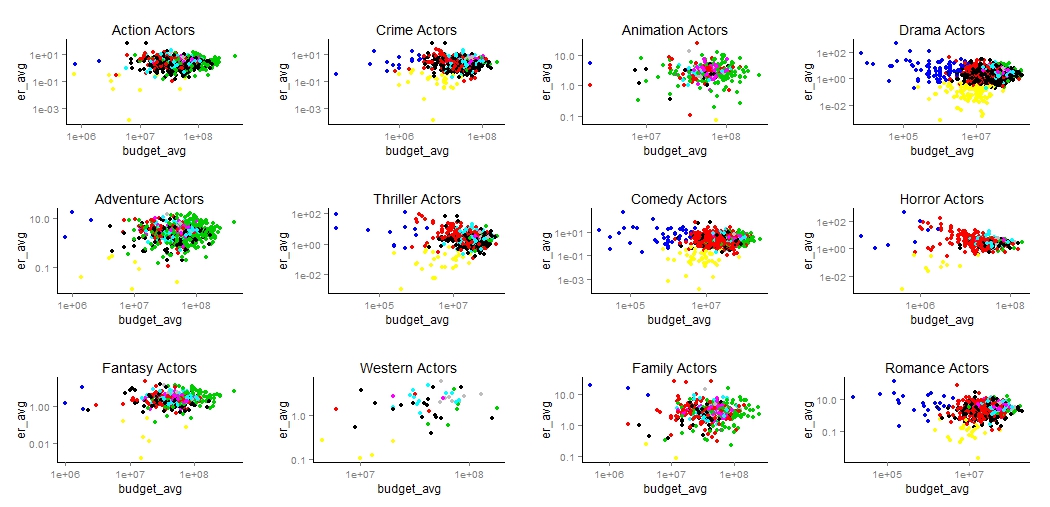 Action Actors
er_avg
1e+01
1e-01
1e-03
1e+06 1e+07 1e+08
budget_avg
Crime Actors
er_avg
1e+01
1e-01
1e-03
1e+06 1e+08
budget_avg
Animation Actors
er_avg
10.0
1.0
0.1
1e+07 1e+08
budget_avg
Drama Actors
er_avg
1e+02
1e+00
1e-02
1e+05 1e+07
budget_avg
Adventure Actors
er_avg
10.0
0.1
1e+06 1e+07 1e+08
budget_avg
Thriller Actors
er_avg
1e+02
1e+00
1e-02
1e+05 1e+07
budget_avg
Comedy Actors
er_avg
1e+01
1e-01
1e-03
1e+05 1e+07
budget_avg
Horror Actors
er_avg
1e+02
1e+00
1e-02
1e+06 1e+08
budget_avg
Fantasy Actors
er_avg
1.00
0.01
1e+06 1e+07 1e+08
budget_avg
Western Actors
er_avg
1.0
0.1
1e+07 1e+08
budget_avg
Family Actors
er_avg
10.0
1.0
0.1
1e+06 1e+07 1e+08
budget_avg
Romance Actors
er_avg
10.0
0.1
1e+05 1e+07
budget_avg